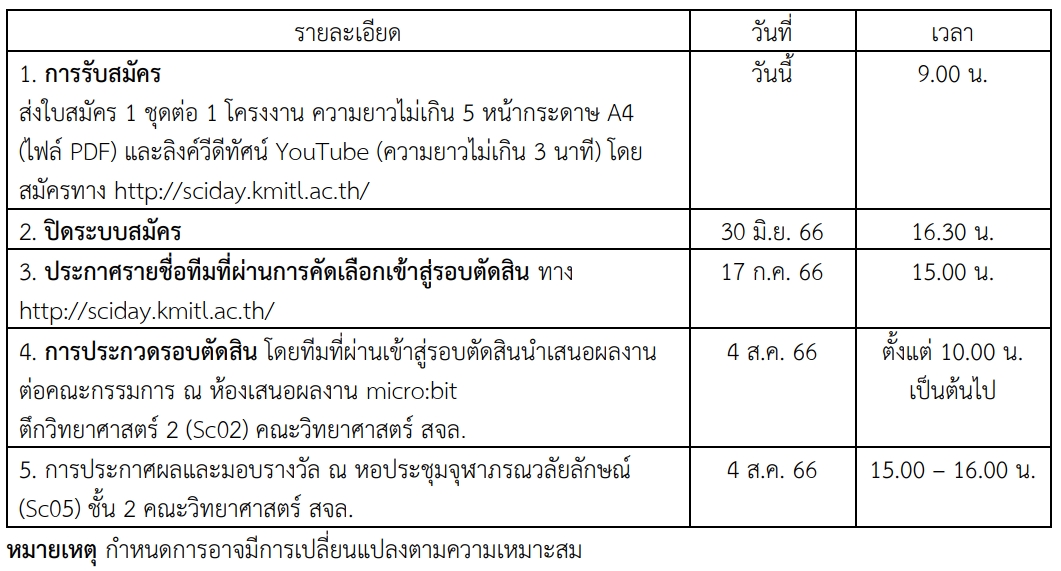 รายละเอียด วันที่ เวลา
1. การรับสมัคร วันนี้ 9.00 น.
ส่งใบสมัคร 1 ชุดต่อ 1 โครงงาน ความยาวไม่เกิน 5 หน้ากระดาษ A4
(ไฟล์ PDF) และลิงค์วีดีทัศน์ YouTube (ความยาวไม่เกิน 3 นาที) โดย
สมัครทาง http://sciday.kmitl.ac.th/
2. ปิดระบบสมัคร 30 มิ.ย. 66 16.30 น.
3. ประกาศรายชื่อทีมที่ผ่านการคัดเลือกเข้าสู่รอบตัดสิน ทาง 17 ก.ค. 66 15.00 น.
http://sciday.kmitl.ac.th/
4. การประกวดรอบตัดสิน โดยทีมที่ผ่านเข้าสู่รอบตัดสินนำเสนอผลงาน 4 ส.ค. 66 ตั้งแต่ 10.00 น.
ต่อคณะกรรมการ ณ ห้องเสนอผลงาน micro:bit เป็นต้นไป
ตึกวิทยาศาสตร์ 2 (Sc02) คณะวิทยาศาสตร์ สจล.
5. การประกาศผลและมอบรางวัล ณ หอประชุมจุฬาภรณวลัยลักษณ์ 4 ส.ค. 66 15.00 – 16.00 น.
(Sc05) ชั้น 2 คณะวิทยาศาสตร์ สจล.
หมายเหตุ กำหนดการอาจมีการเปลี่ยนแปลงตามความเหมาะสม